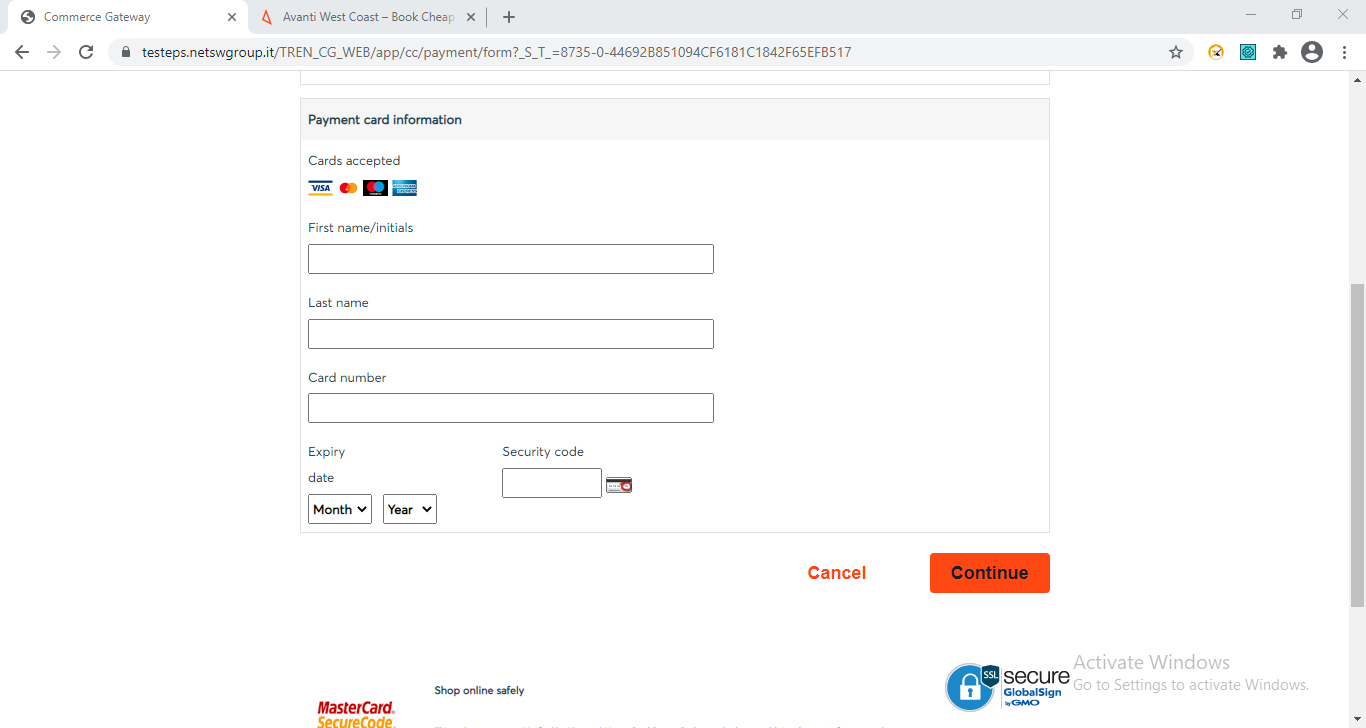 Commerce Gateway
Avanti West Coast – Book Cheap
testeps.netswgroup.it/TREN_CG_WEB/app/cc/payment/form?_S_T_=8735-0-44692B851094CF6181C1842F65EFB517
Payment card information
Cards accepted
VISA
First name/initials
Last name
Card number
Expiry date
Security code
Month
Year
Cancel
Continue
Activate Windows
Go to Settings to activate Windows.
SSL
secure
GlobalSign
by GMO
Shop online safely
MasterCard.
SecureCode.